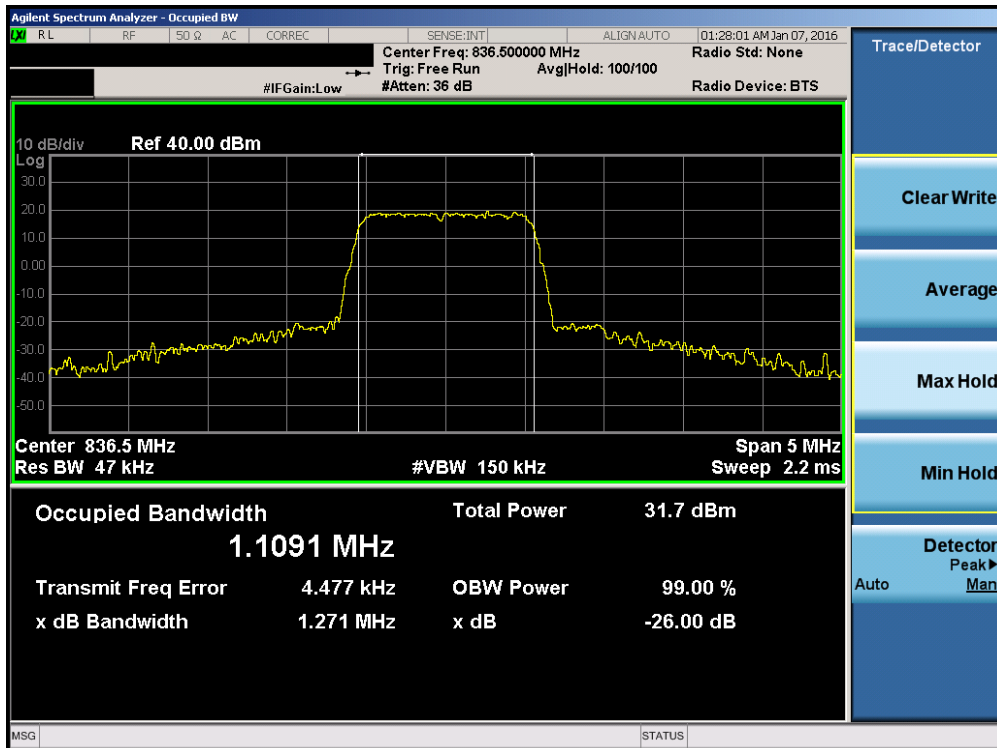 Agilent Spectrum Analyzer - Occupied BW
LXI RL RF 50 Ω AC CORREC SENSE:INT ALIGN AUTO 01:28:01 AM Jan 07, 2016
Center Freq: 836.500000 MHz Radio Std: None
Trig: Free Run Avg|Hold: 100/100
#IFGain:Low #Atten: 36 dB Radio Device: BTS
10 dB/div Ref 40.00 dBm
Log
30.0
20.0
10.0
0.00
-10.0
-20.0
-30.0
-40.0
-50.0
Center 836.5 MHz Span 5 MHz
Res BW 47 kHz #VBW 150 kHz Sweep 2.2 ms
Occupied Bandwidth Total Power 31.7 dBm
1.1091 MHz
Transmit Freq Error 4.477 kHz OBW Power 99.00 %
x dB Bandwidth 1.271 MHz x dB -26.00 dB
MSG STATUS
Trace/Detector
Clear Write
Average
Max Hold
Min Hold
Detector
Peak▶
Auto Man